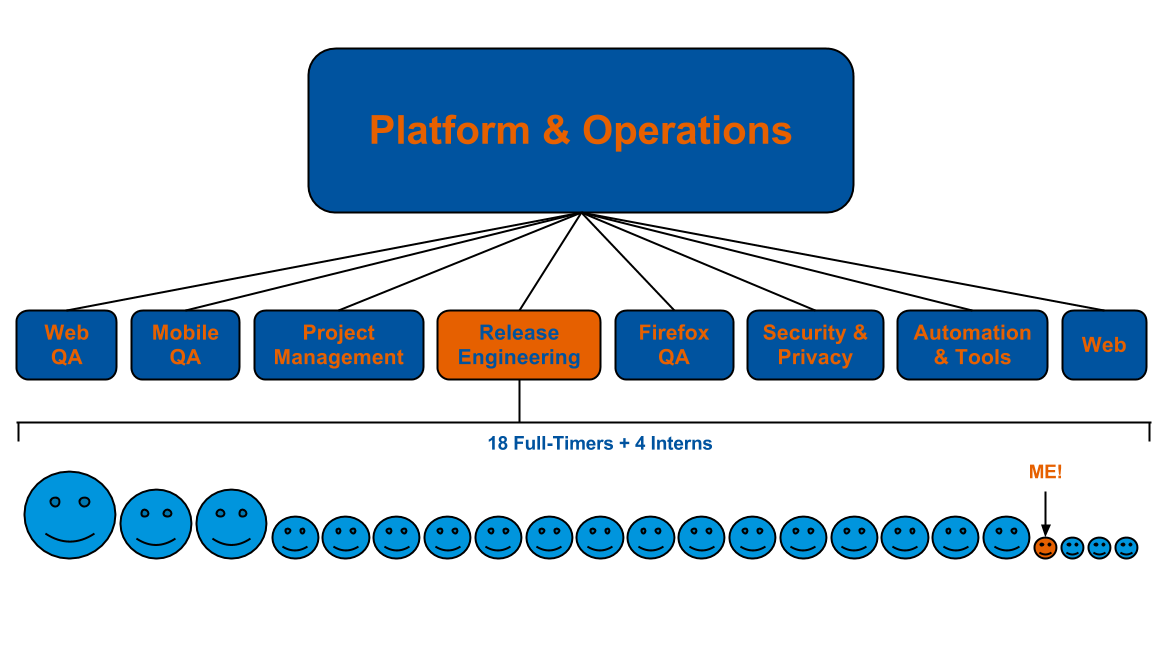 Platform & Operations
Web
QA
Mobile
QA
Project
Management
Release
Engineering
Firefox
QA
Security &
Privacy
Automation
& Tools
Web
18 Full-Timers + 4 Interns
ME!